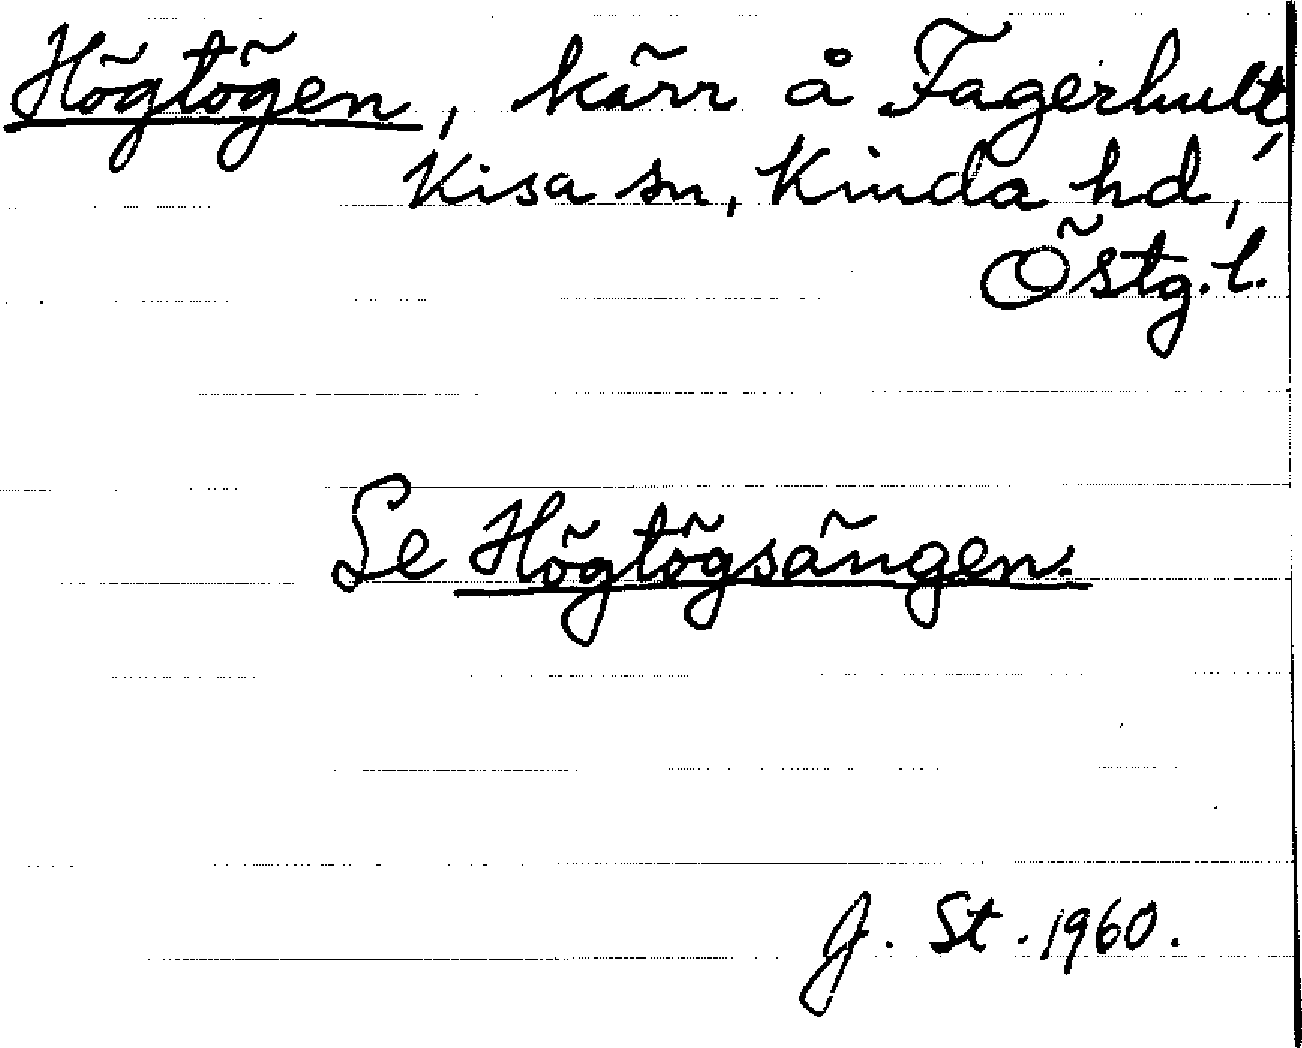 Högtögen, kärr å Fagerhult,
Kisa sn, Kinda hd,
Östg.l.
Se Högtögsängen.
J. St. 1960.